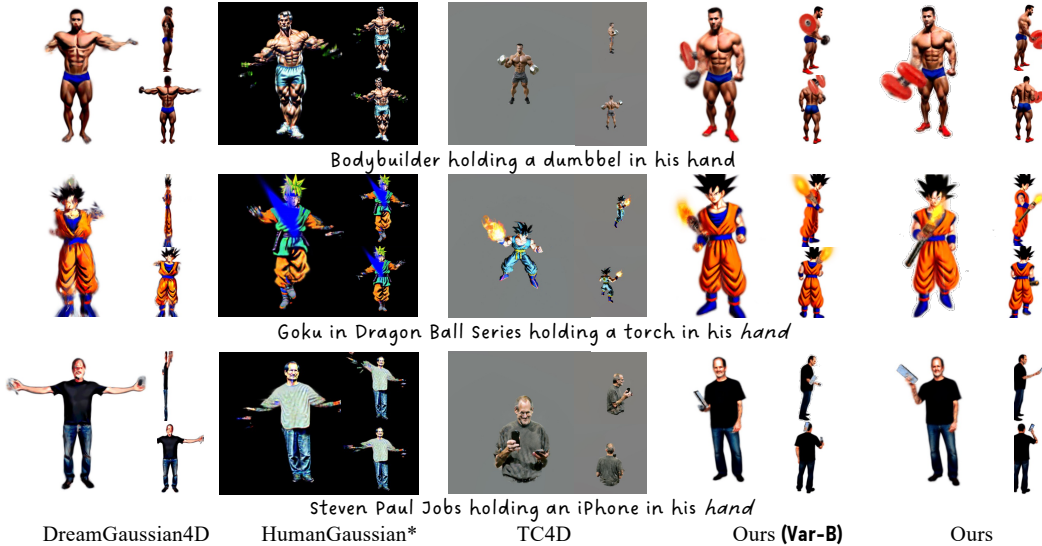 Bodybuilder holding a dumbbel in his hand
Goku in Dragon Ball Series holding a torch in his hand
Steven Paul Jobs holding an iPhone in his hand
DreamGaussian4D HumanGaussian* TC4D Ours (Var-B) Ours